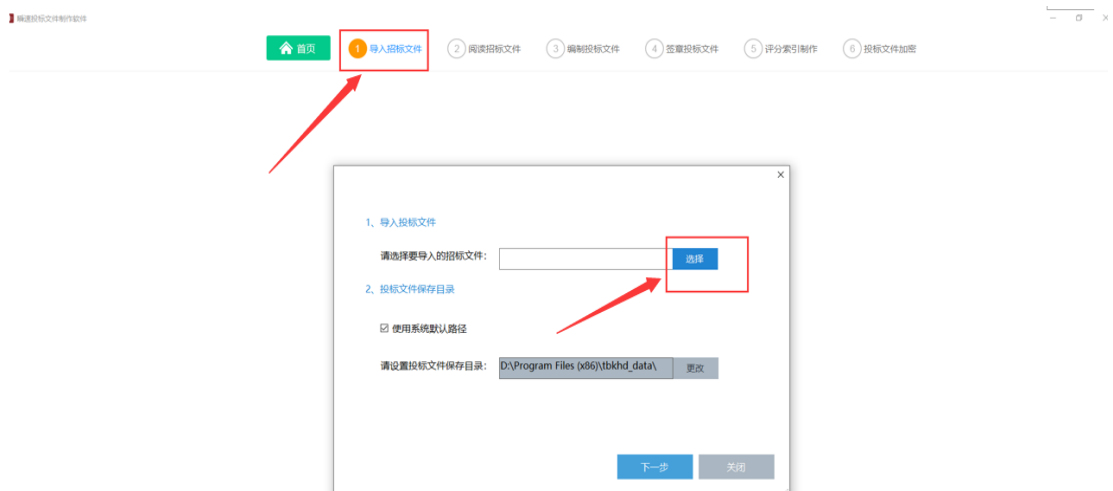 顺通投标文件制作软件
首页 1 导入招标文件 2 阅读招标文件 3 编制投标文件 4 签章投标文件 5 评分索引制作 6 投标文件加密
1、导入投标文件
请选择要导入的招标文件： 选择
2、投标文件保存目录
使用系统默认路径
请设置投标文件保存目录： D:\Program Files (x86)\tbkhd_data\ 更改
下一步 关闭